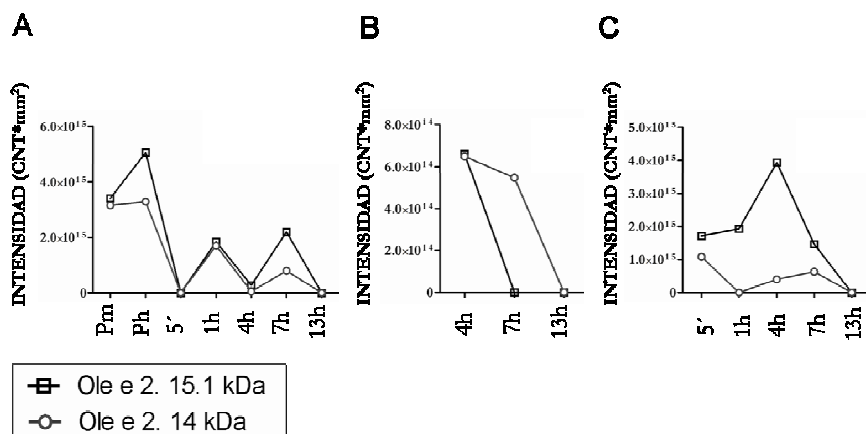 A
B
C
INTENSIDAD (CNT*mm²)
6.0×10¹⁵
4.0×10¹⁵
2.0×10¹⁵
0
Pm
Ph
5´
1h
4h
7h
13h
INTENSIDAD (CNT*mm²)
8.0×10¹⁴
6.0×10¹⁴
4.0×10¹⁴
2.0×10¹⁴
0
4h
7h
13h
INTENSIDAD (CNT*mm²)
5.0×10¹⁵
4.0×10¹⁵
3.0×10¹⁵
2.0×10¹⁵
1.0×10¹⁵
0
5´
1h
4h
7h
13h
Ole e 2. 15.1 kDa
Ole e 2. 14 kDa